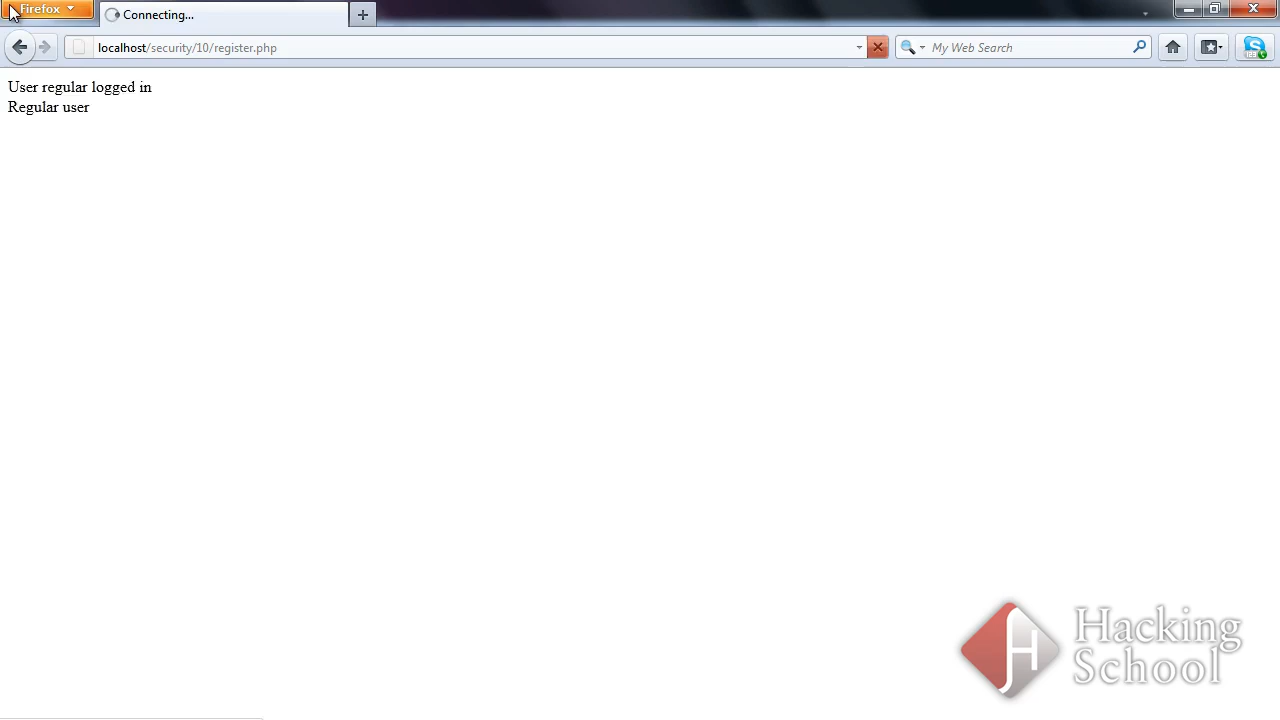 Firefox
Connecting...
localhost/security/10/register.php
My Web Search
User regular logged in
Regular user
Hacking
School